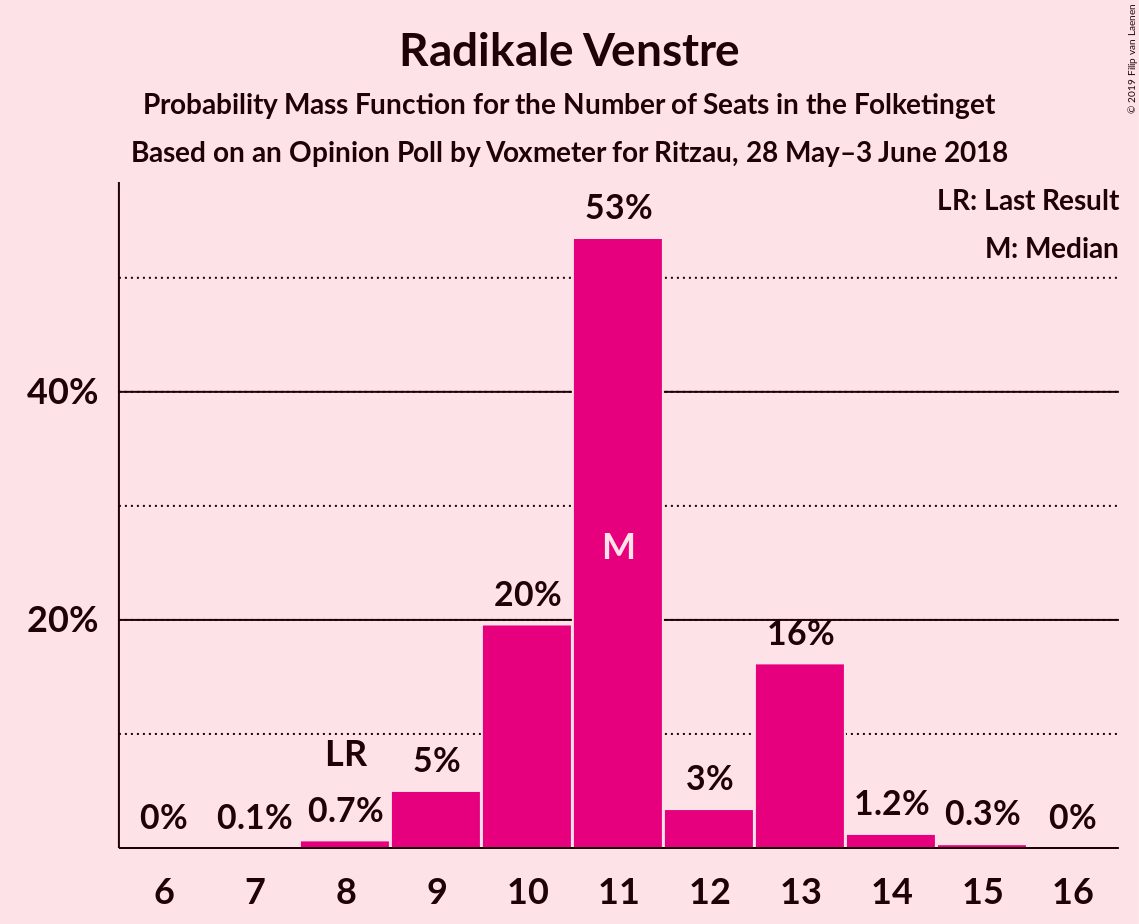 Radikale Venstre
Probability Mass Function for the Number of Seats in the Folketinget
Based on an Opinion Poll by Voxmeter for Ritzau, 28 May–3 June 2018
© 2019 Filip van Laenen
LR: Last Result
M: Median
53%
40%
M
20%
20%
16%
LR
5%
3%
0%
0.1%
0.7%
1.2%
0.3%
0%
6 7 8 9 10 11 12 13 14 15 16